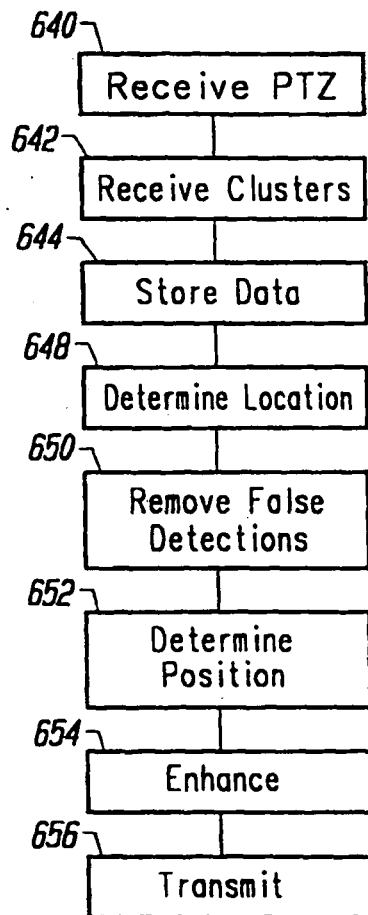 640
Receive PTZ
642
Receive Clusters
644
Store Data
648
Determine Location
650
Remove False
Detections
652
Determine
Position
654
Enhance
656
Transmit